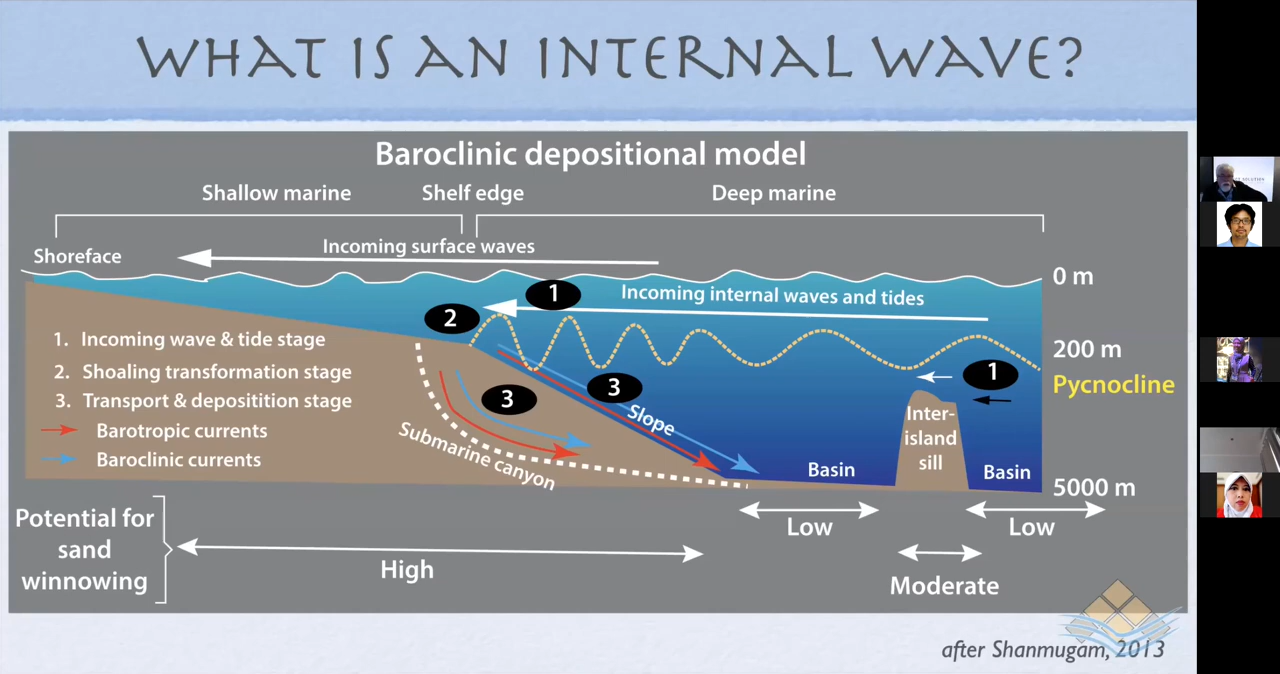 WHAT IS AN INTERNAL WAVE?
Baroclinic depositional model
Shallow marine
Shelf edge
Deep marine
Incoming surface waves
Shoreface
0 m
1
Incoming internal waves and tides
2
1. Incoming wave & tide stage
200 m
2. Shoaling transformation stage
1
Pycnocline
3
3
3. Transport & depositition stage
Slope
Inter-
island
sill
Barotropic currents
Submarine canyon
Baroclinic currents
Basin
Basin
5000 m
Potential for
sand
winnowing
High
Low
Low
Moderate
after Shanmugam, 2013